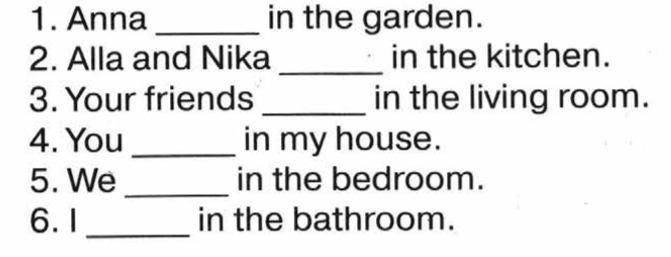 1. Anna ______ in the garden.
2. Alla and Nika ______ in the kitchen.
3. Your friends ______ in the living room.
4. You ______ in my house.
5. We ______ in the bedroom.
6. I ______ in the bathroom.